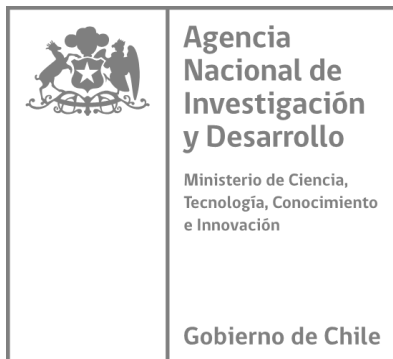 Agencia
Nacional de
Investigación
y Desarrollo
Ministerio de Ciencia,
Tecnología, Conocimiento
e Innovación
Gobierno de Chile